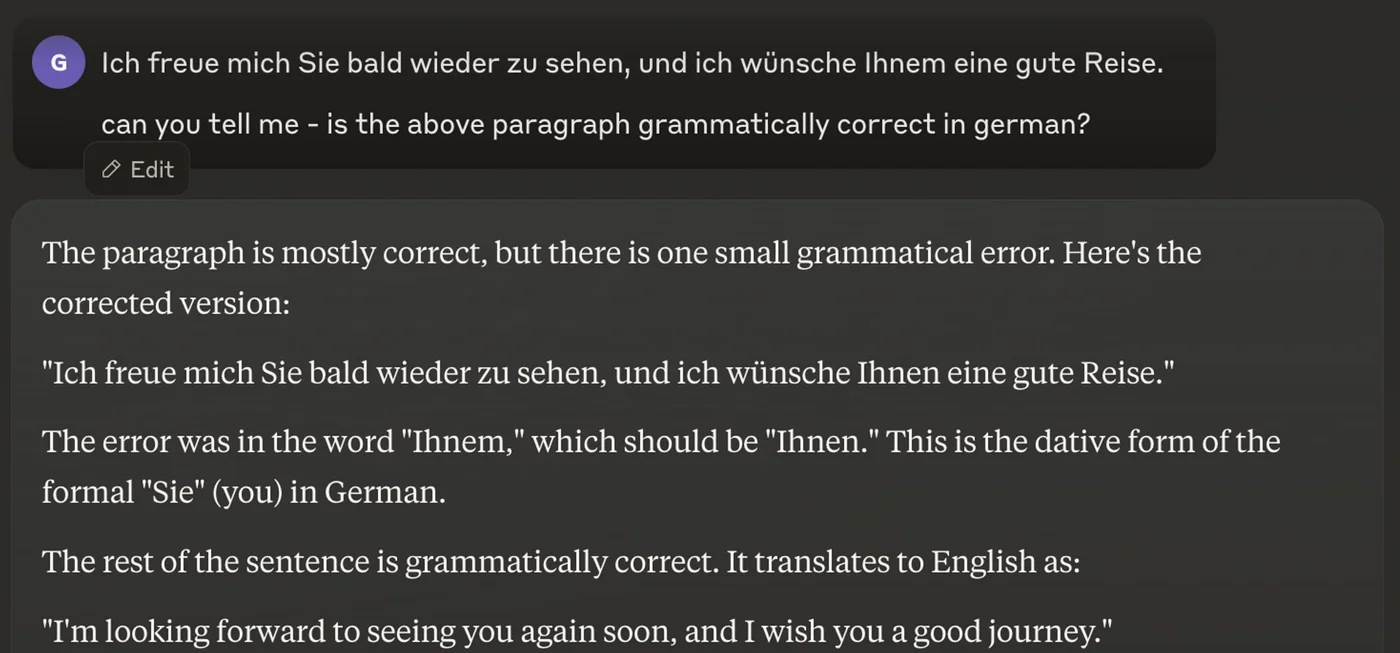 G
Ich freue mich Sie bald wieder zu sehen, und ich wünsche Ihnem eine gute Reise.
can you tell me - is the above paragraph grammatically correct in german?
Edit
The paragraph is mostly correct, but there is one small grammatical error. Here's the
corrected version:
"Ich freue mich Sie bald wieder zu sehen, und ich wünsche Ihnen eine gute Reise."
The error was in the word "Ihnem," which should be "Ihnen." This is the dative form of the
formal "Sie" (you) in German.
The rest of the sentence is grammatically correct. It translates to English as:
"I'm looking forward to seeing you again soon, and I wish you a good journey."